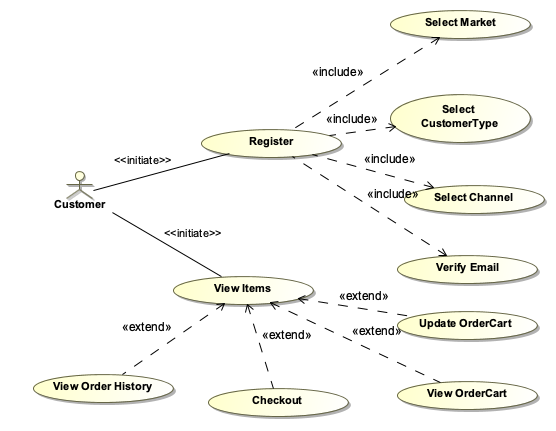 Select Market
«include»
Select
CustomerType
«include»
Register
<<initiate>>
«include»
Customer
«include»
Select Channel
<<initiate>>
Verify Email
View Items
«extend»
Update OrderCart
«extend»
«extend»
«extend»
View Order History
Checkout
View OrderCart